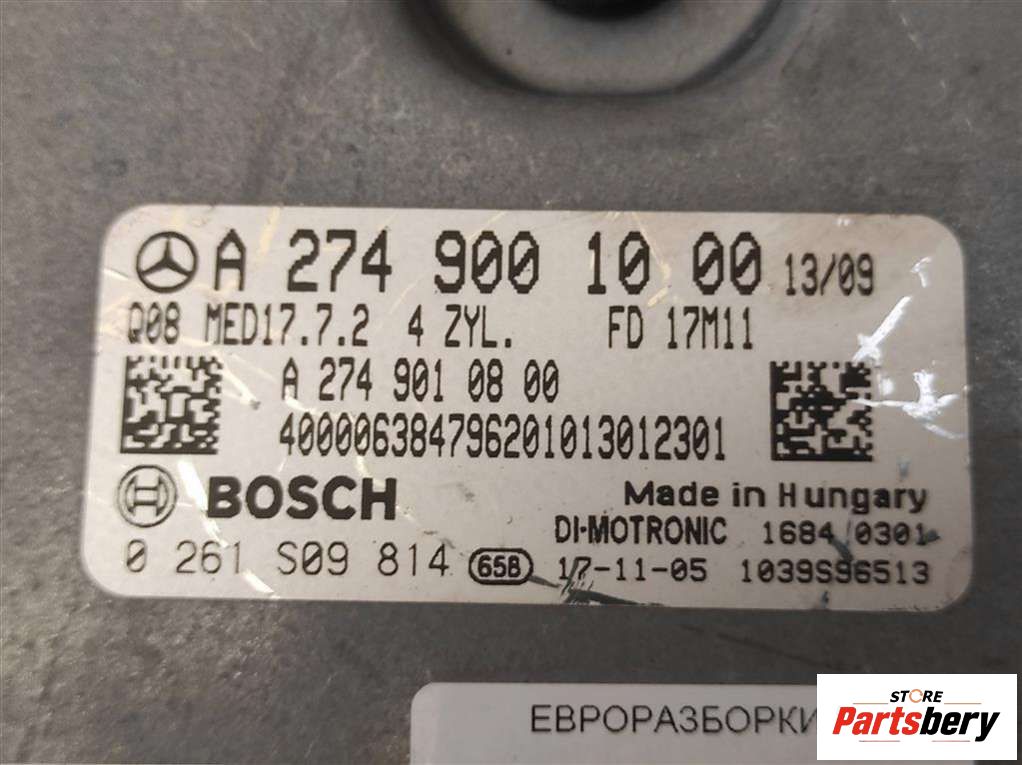 A 274 900 10 00 13/09
Q08 MED17.7.2 4 ZYL. FD 17M11
A 274 901 08 00
40000638479620101301​2301
BOSCH Made in Hungary
DI-MOTRONIC 1684 0301
0 261 S09 814 65B 17-11-05 1039S96513
ЕВРОРАЗБОРКИ
STORE
Partsbery